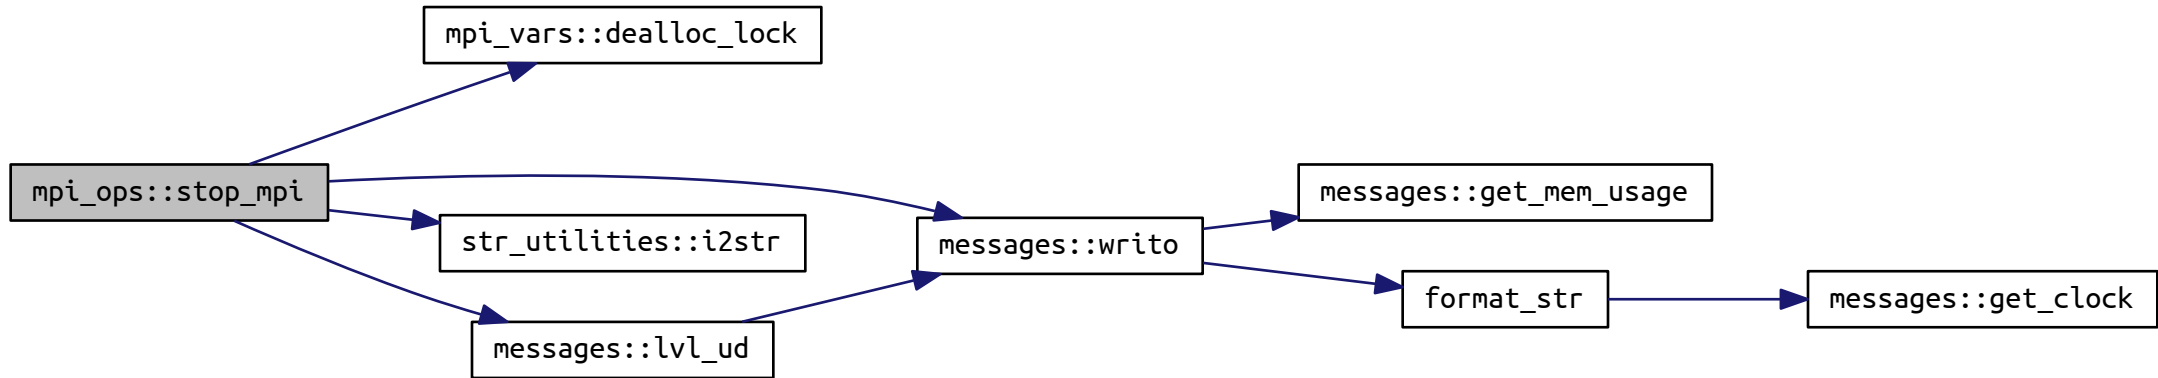 mpi_vars::dealloc_lock
mpi_ops::stop_mpi
messages::get_mem_usage
str_utilities::i2str
messages::writo
format_str
messages::get_clock
messages::lvl_ud